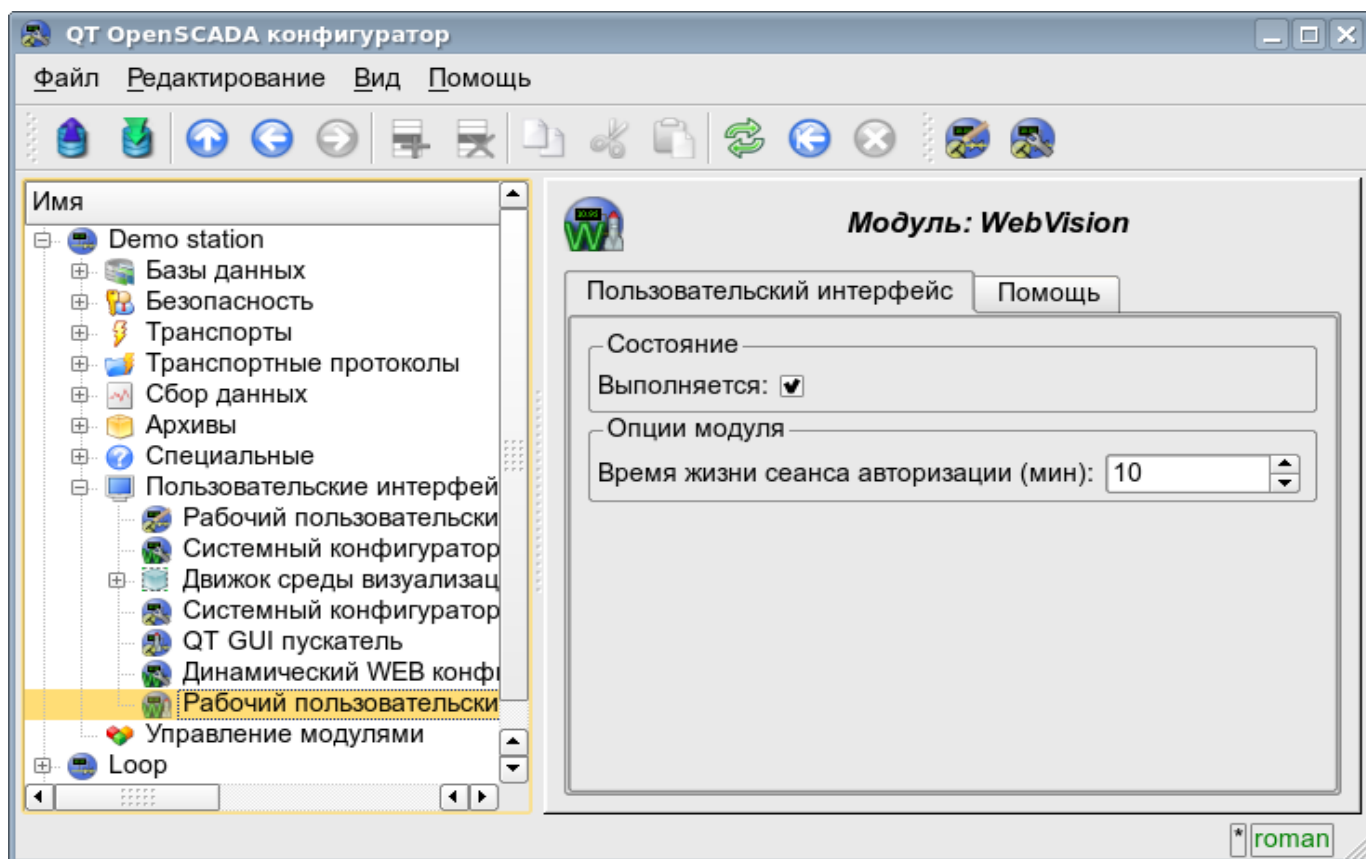 QT OpenSCADA конфигуратор
Файл Редактирование Вид Помощь
Имя
Demo station
Базы данных
Безопасность
Транспорты
Транспортные протоколы
Сбор данных
Архивы
Специальные
Пользовательские интерфей
Рабочий пользовательски
Системный конфигуратор
Движок среды визуализац
Системный конфигуратор
QT GUI пускатель
Динамический WEB конфи
Рабочий пользовательски
Управление модулями
Loop
Модуль: WebVision
Пользовательский интерфейс Помощь
Состояние
Выполняется:
Опции модуля
Время жизни сеанса авторизации (мин): 10
* roman